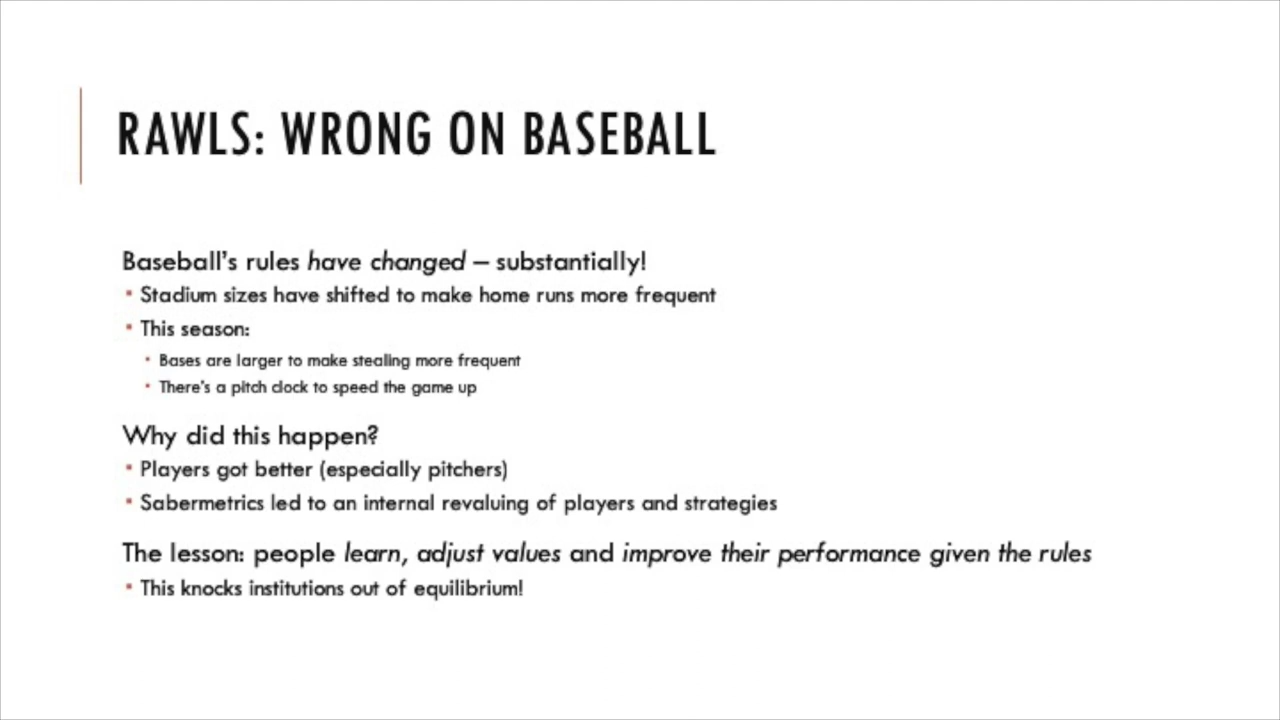 RAWLS: WRONG ON BASEBALL
Baseball's rules have changed – substantially!
▪ Stadium sizes have shifted to make home runs more frequent
▪ This season:
▪ Bases are larger to make stealing more frequent
▪ There's a pitch clock to speed the game up
Why did this happen?
▪ Players got better (especially pitchers)
▪ Sabermetrics led to an internal revaluing of players and strategies
The lesson: people learn, adjust values and improve their performance given the rules
▪ This knocks institutions out of equilibrium!